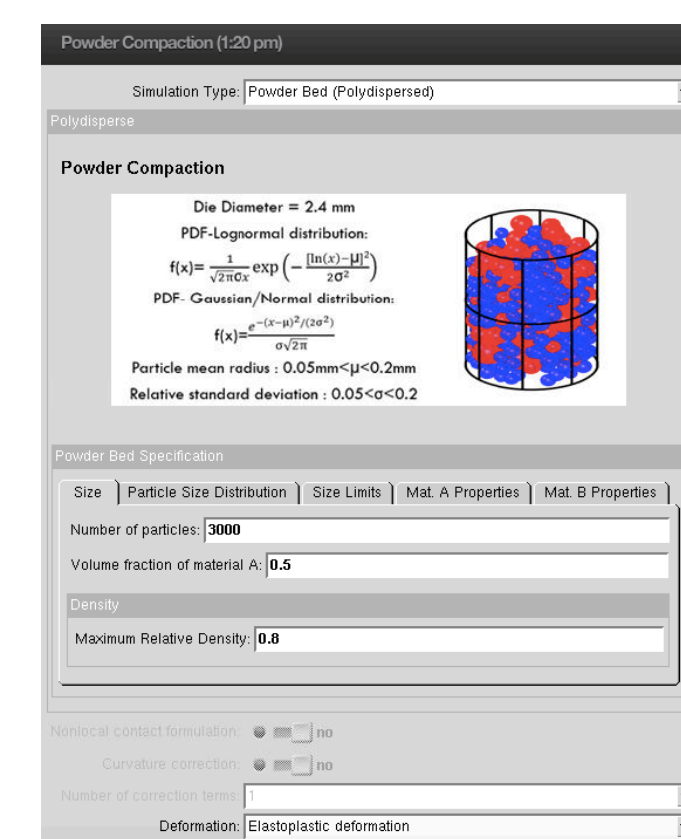 Powder Compaction (1:20 pm)
Simulation Type: Powder Bed (Polydispersed)
Polydisperse
Powder Compaction
Die Diameter = 2.4 mm
PDF-Lognormal distribution:
f(x)= 1/(√2πσx) exp(−[ln(x)−μ]²/2σ²)
PDF- Gaussian/Normal distribution:
f(x)= e^−(x−μ)²/(2σ²) / σ√2π
Particle mean radius : 0.05mm<μ<0.2mm
Relative standard deviation : 0.05<σ<0.2
Powder Bed Specification
Size Particle Size Distribution Size Limits Mat. A Properties Mat. B Properties
Number of particles: 3000
Volume fraction of material A: 0.5
Density
Maximum Relative Density: 0.8
Nonlocal contact formulation: no
Curvature correction: no
Number of correction terms: 1
Deformation: Elastoplastic deformation